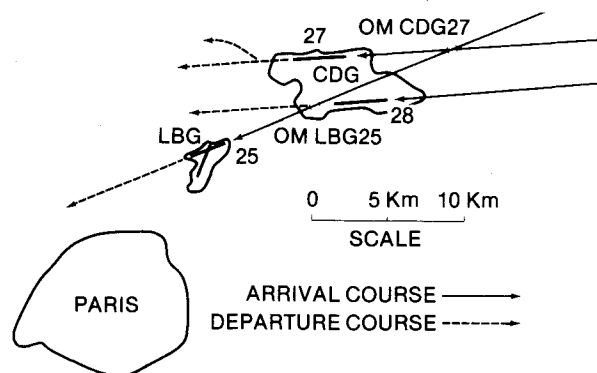 27
OM CDG27
CDG
28
LBG
OM LBG25
25
0 5 Km 10 Km
SCALE
PARIS
ARRIVAL COURSE
DEPARTURE COURSE